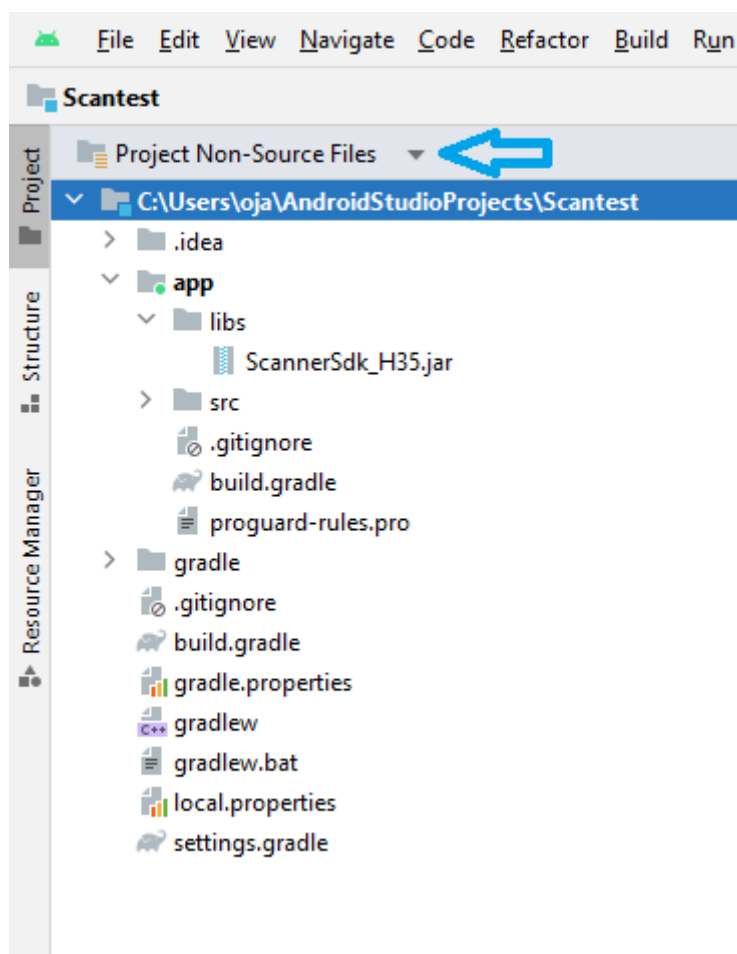 File Edit View Navigate Code Refactor Build Run
Scantest
Project Non-Source Files
C:\Users\oja\AndroidStudioProjects\Scantest
.idea
app
libs
ScannerSdk_H35.jar
src
.gitignore
build.gradle
proguard-rules.pro
gradle
.gitignore
build.gradle
gradle.properties
C++ gradlew
gradlew.bat
local.properties
settings.gradle
Project
Structure
Resource Manager